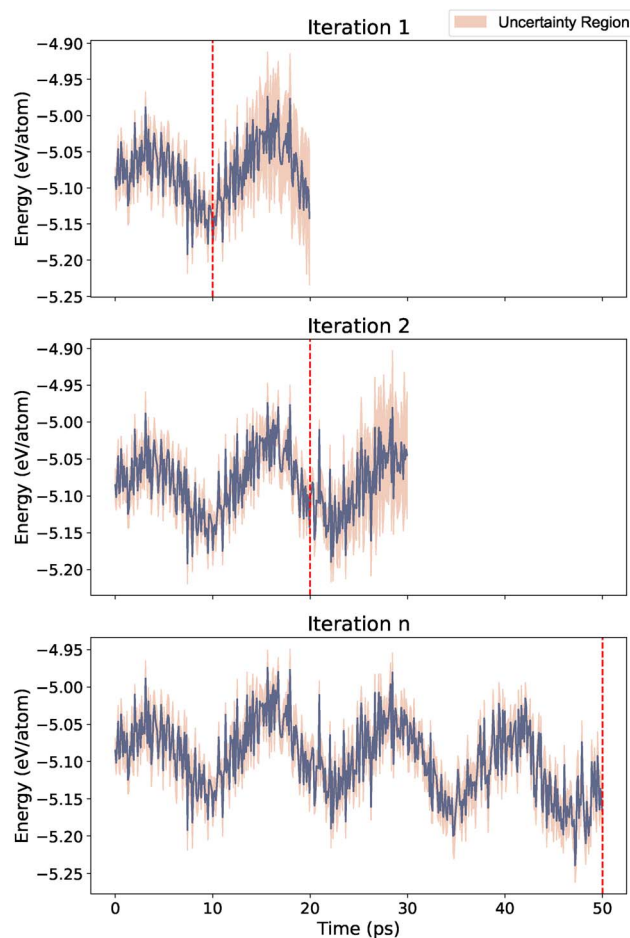 Iteration 1
Uncertainty Region
−4.90
−4.95
−5.00
−5.05
−5.10
−5.15
−5.20
−5.25
Energy (eV/atom)
Iteration 2
−4.90
−4.95
−5.00
−5.05
−5.10
−5.15
−5.20
Energy (eV/atom)
Iteration n
−4.95
−5.00
−5.05
−5.10
−5.15
−5.20
−5.25
Energy (eV/atom)
0 10 20 30 40 50
Time (ps)